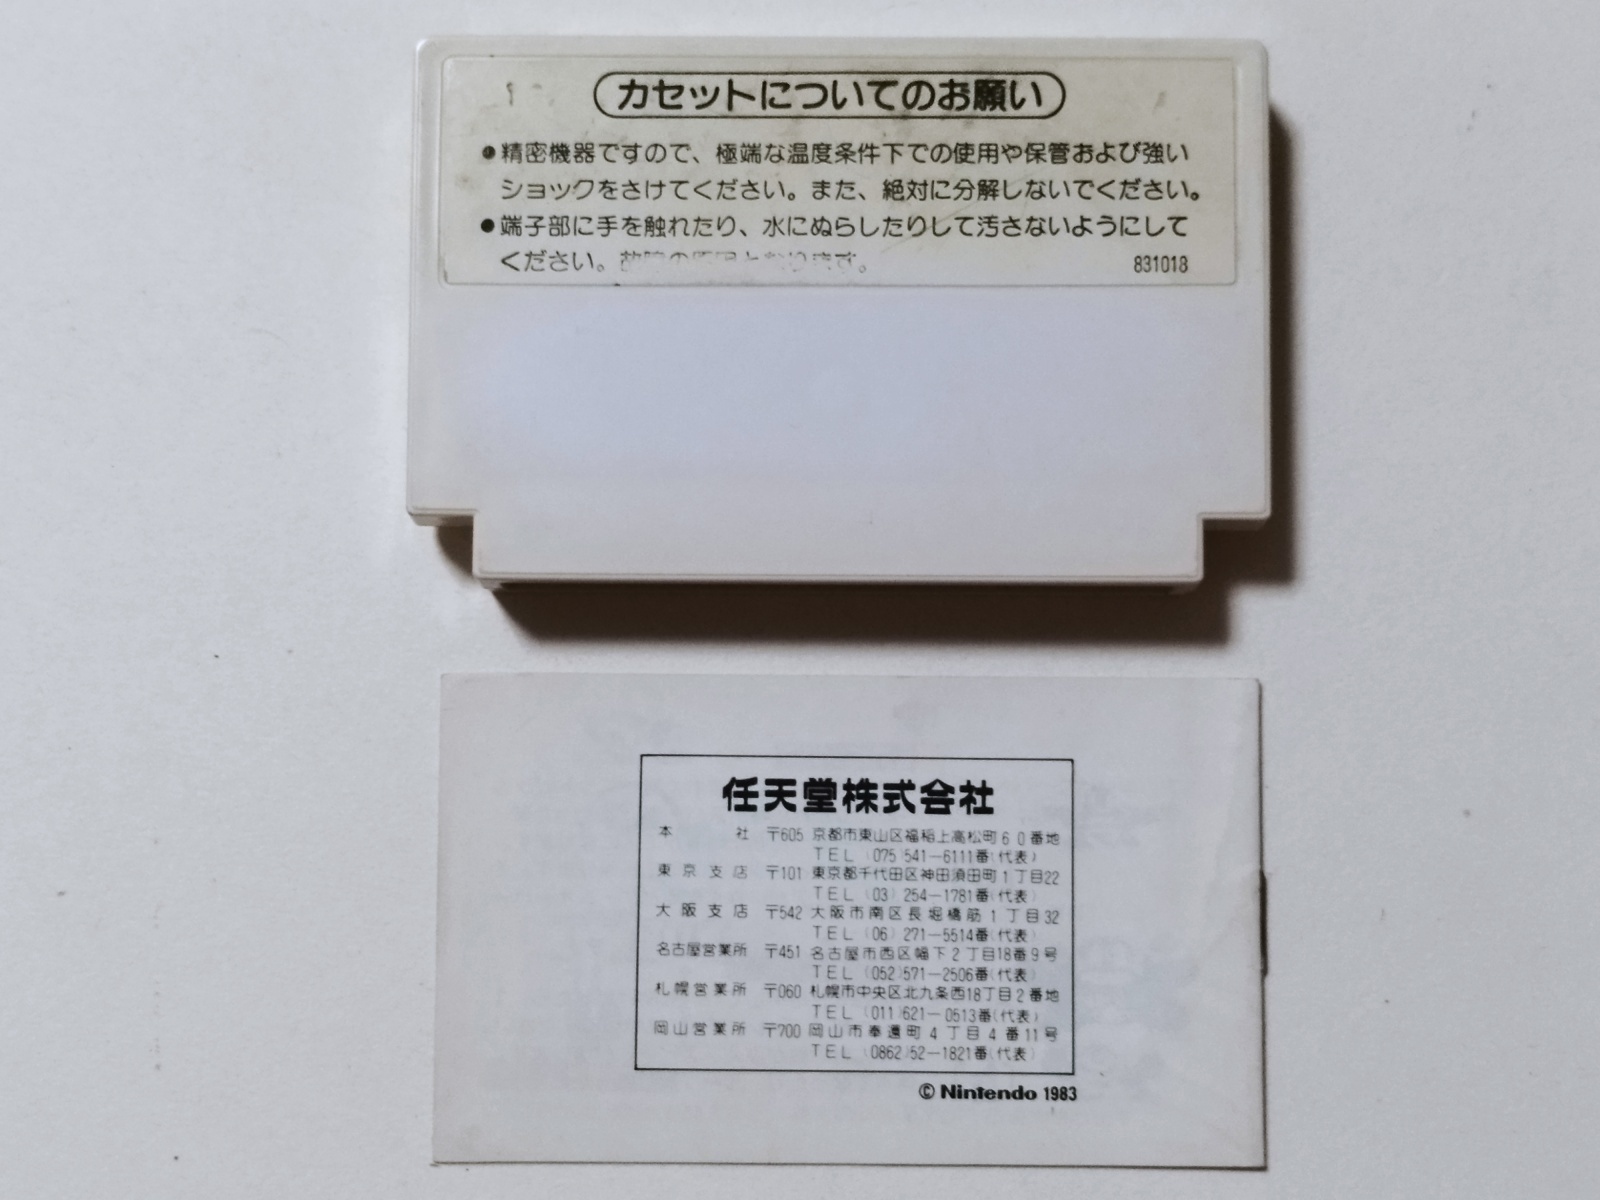 カセットについてのお願い
●精密機器ですので、極端な温度条件下での使用や保管および強い
ショックをさけてください。また、絶対に分解しないでください。
●端子部に手を触れたり、水にぬらしたりして汚さないようにして
ください。故障の原因となります。
831018
任天堂株式会社
本社 〒605 京都市東山区福稲上高松町60番地
TEL (075)541-6111番(代表)
東京支店 〒101 東京都千代田区神田須田町1丁目22
TEL (03) 254-1781番(代表)
大阪支店 〒542 大阪市南区長堀橋筋1丁目32
TEL (06) 271-5514番(代表)
名古屋営業所 〒451 名古屋市西区幅下2丁目18番9号
TEL (052)571-2506番(代表)
札幌営業所 〒060 札幌市中央区北九条西18丁目2番地
TEL (011)621-0513番(代表)
岡山営業所 〒700 岡山市奉還町4丁目4番11号
TEL (0862)52-1821番(代表)
© Nintendo 1983